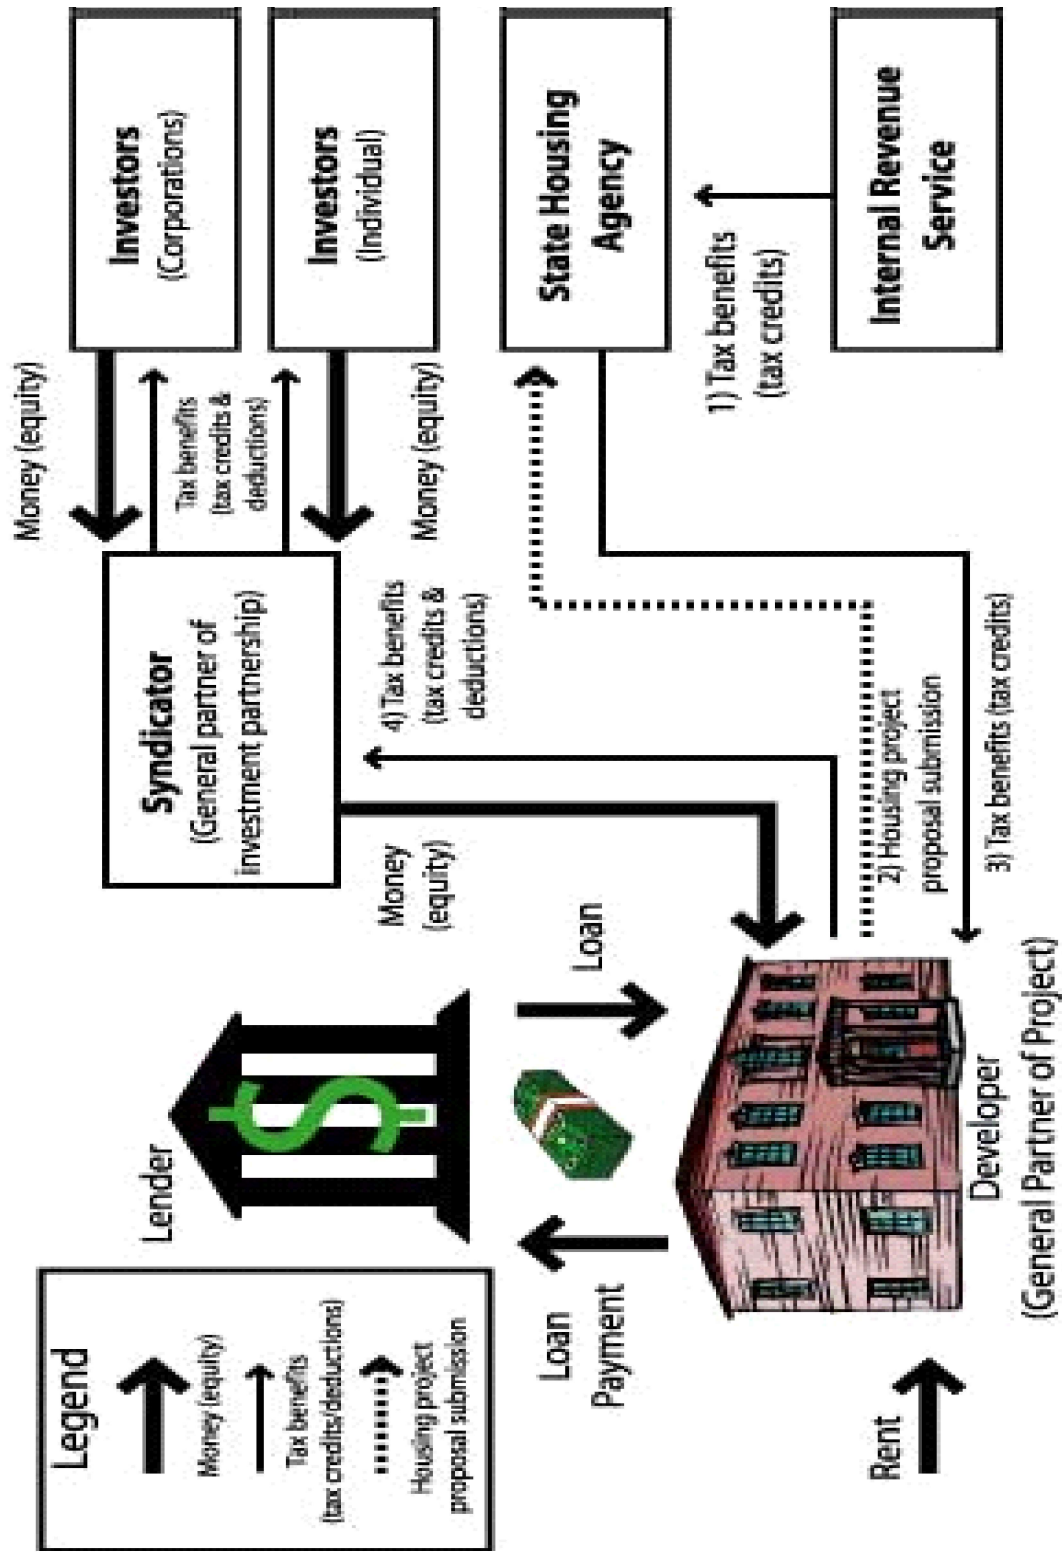 Legend
Money (equity)
Tax benefits
(tax credits/deductions)
Housing project
proposal submission
Lender
$
Loan
Payment
Loan
Rent
Developer
(General Partner of Project)
Syndicator
(General partner of
investment partnership)
Money
(equity)
4) Tax benefits
(tax credits &
deductions)
2) Housing project
proposal submission
3) Tax benefits (tax credits)
Money (equity)
Tax benefits
(tax credits &
deductions)
Money (equity)
Investors
(Corporations)
Investors
(Individual)
State Housing
Agency
1) Tax benefits
(tax credits)
Internal Revenue
Service